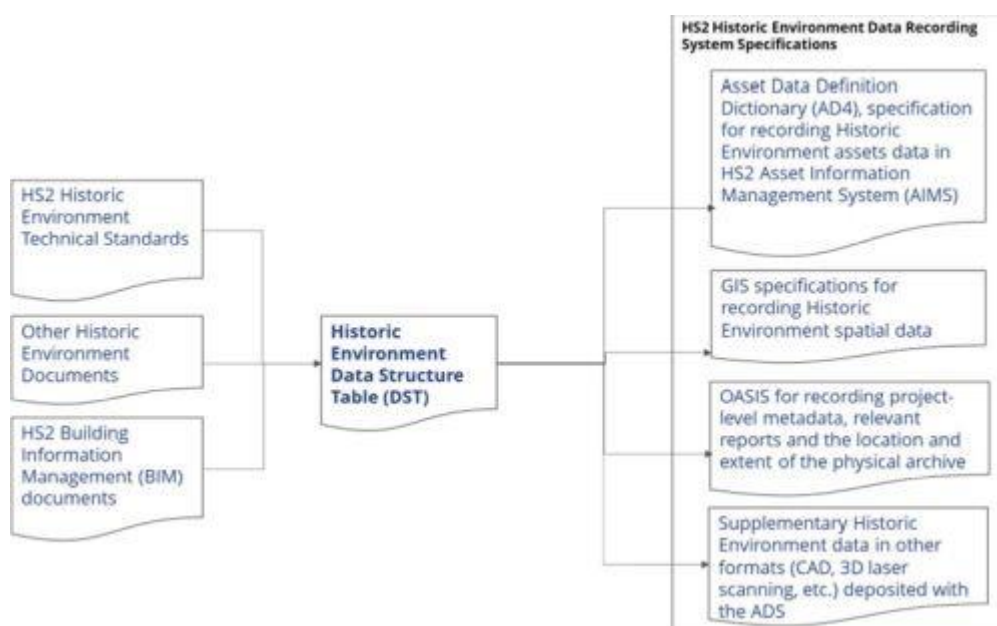 HS2 Historic Environment Data Recording
System Specifications
Asset Data Definition
Dictionary (AD4), specification
for recording Historic
Environment assets data in
HS2 Asset Information
Management System (AIMS)
HS2 Historic
Environment
Technical Standards
GIS specifications for
recording Historic
Environment spatial data
Other Historic
Environment
Documents
Historic
Environment
Data Structure
Table (DST)
OASIS for recording project-
level metadata, relevant
reports and the location and
extent of the physical archive
HS2 Building
Information
Management (BIM)
documents
Supplementary Historic
Environment data in other
formats (CAD, 3D laser
scanning, etc.) deposited with
the ADS